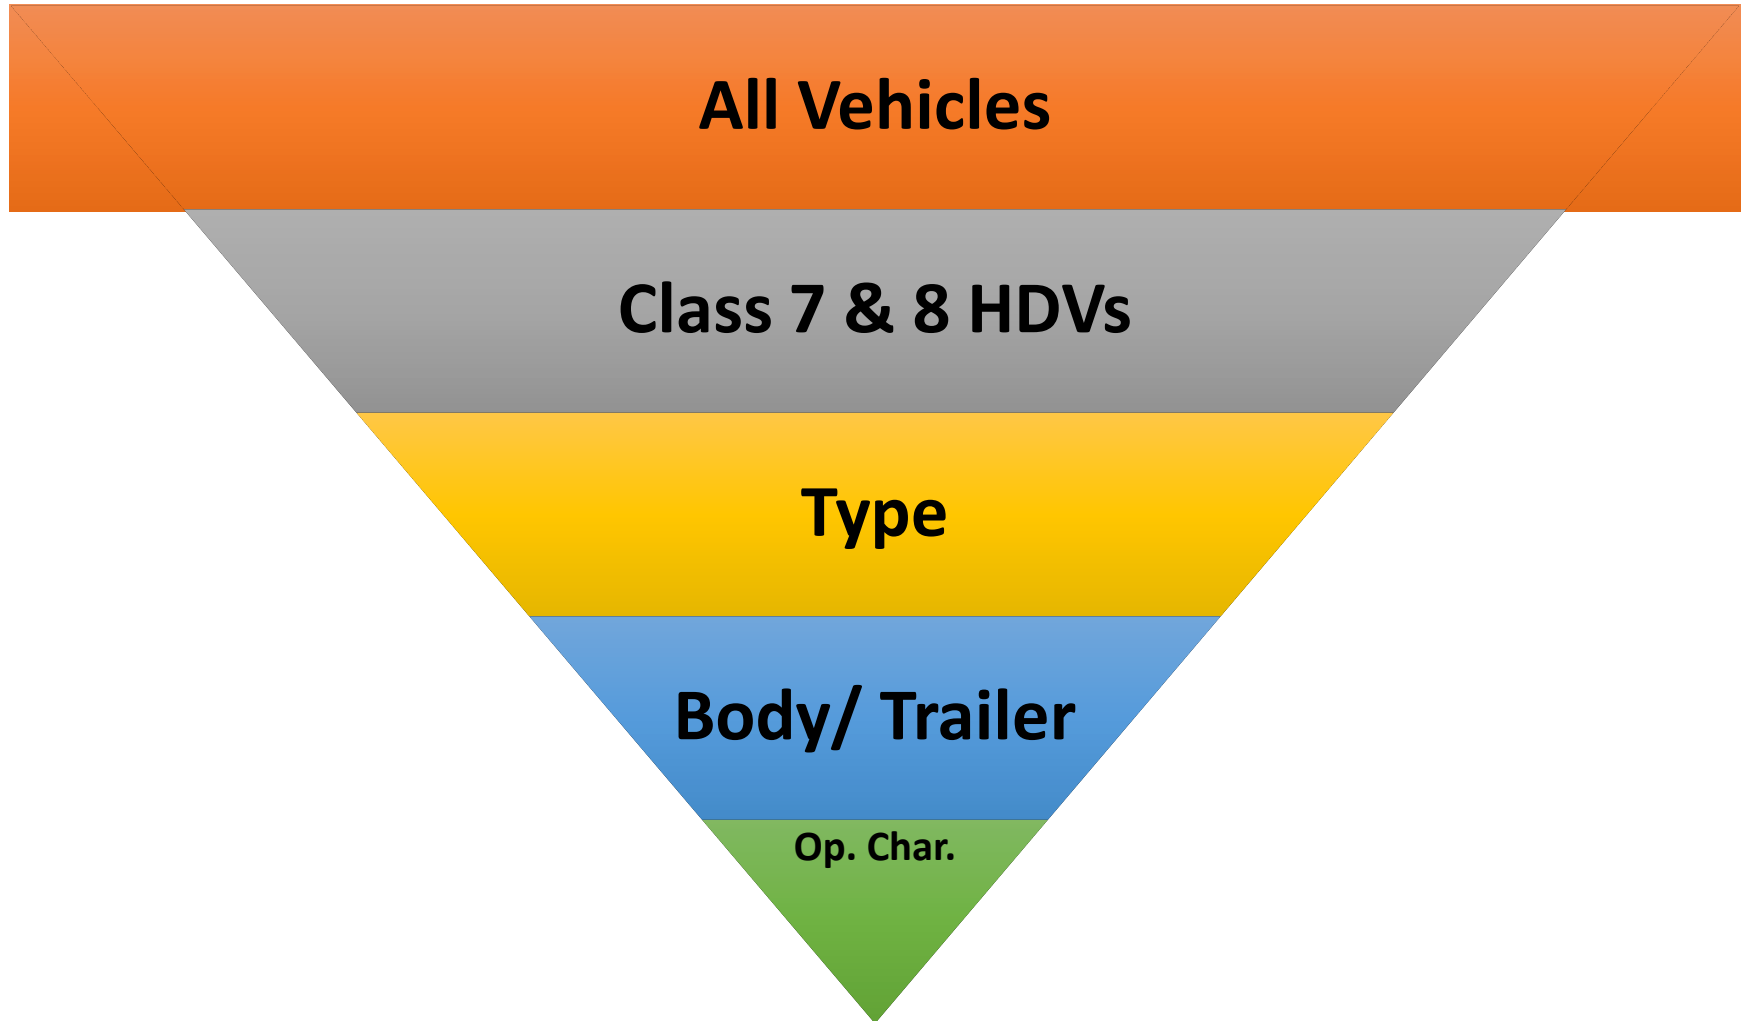 All Vehicles
Class 7 & 8 HDVs
Type
Body/ Trailer
Op. Char.